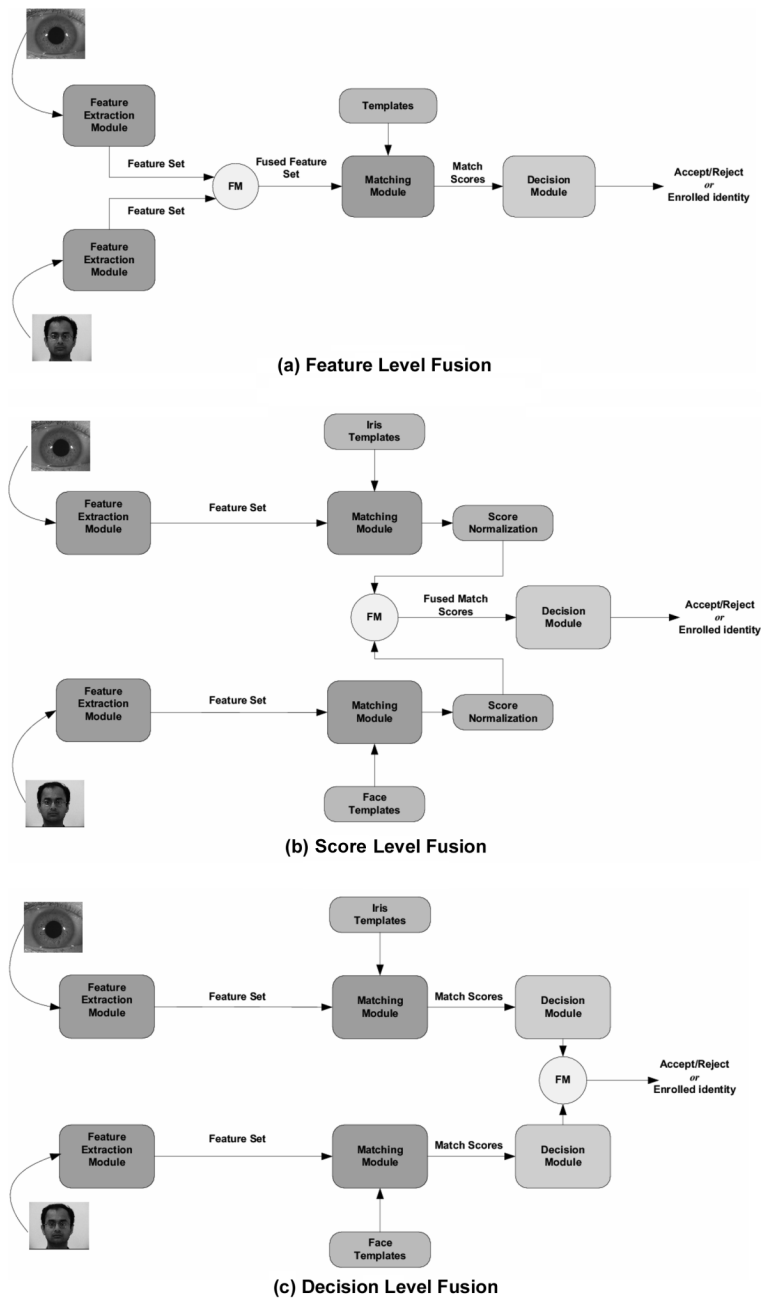 Feature
Extraction
Module
Feature Set
Feature Set
Feature
Extraction
Module
FM
Fused Feature
Set
Templates
Matching
Module
Match
Scores
Decision
Module
Accept/Reject
or
Enrolled identity
(a) Feature Level Fusion
Iris
Templates
Feature
Extraction
Module
Feature Set
Matching
Module
Score
Normalization
FM
Fused Match
Scores
Decision
Module
Accept/Reject
or
Enrolled identity
Feature
Extraction
Module
Feature Set
Matching
Module
Score
Normalization
Face
Templates
(b) Score Level Fusion
Iris
Templates
Feature
Extraction
Module
Feature Set
Matching
Module
Match Scores
Decision
Module
FM
Accept/Reject
or
Enrolled identity
Feature
Extraction
Module
Feature Set
Matching
Module
Match Scores
Decision
Module
Face
Templates
(c) Decision Level Fusion